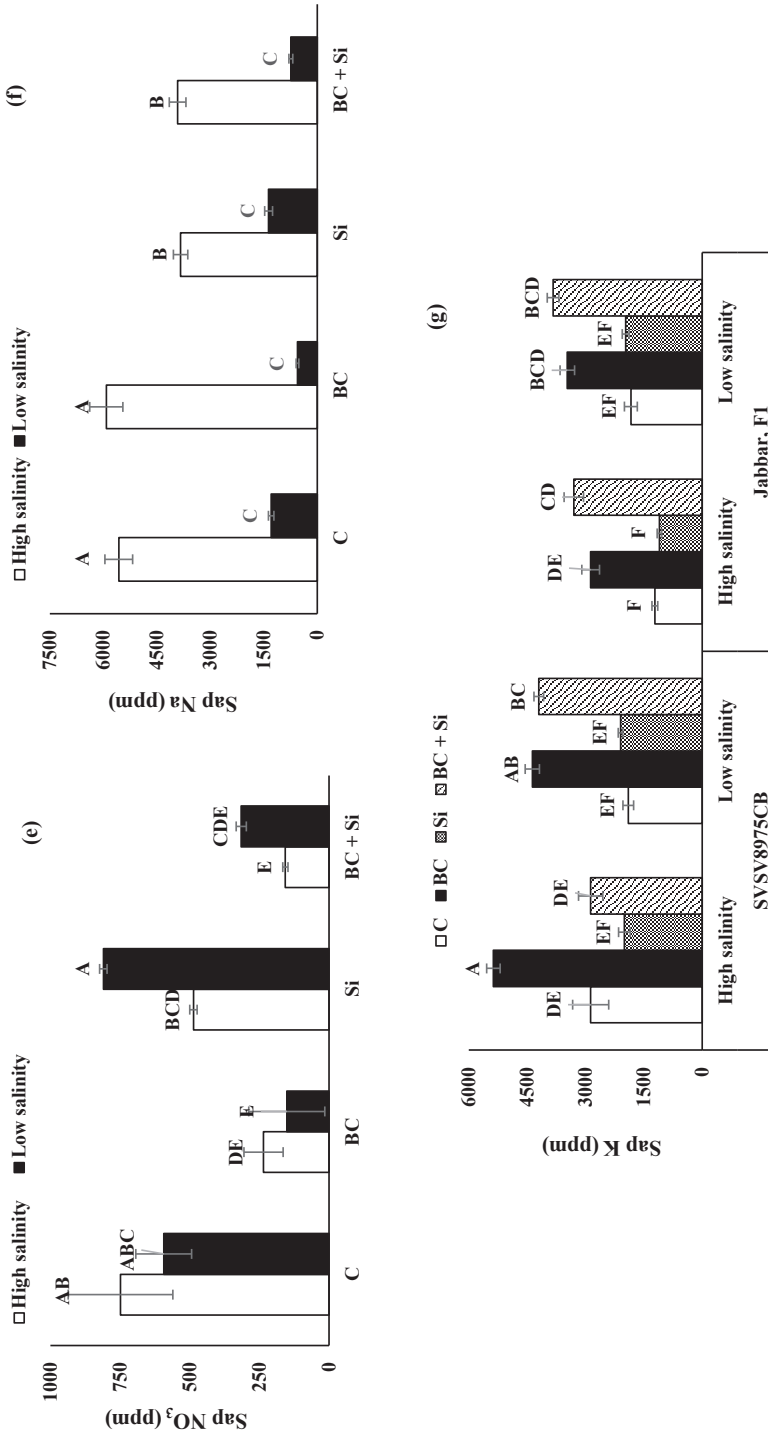 (e)
□ High salinity ■ Low salinity
Sap NO₃ (ppm)
1000
750
500
250
0
AB
ABC
DE
E
BCD
A
E
CDE
C
BC
Si
BC + Si
(f)
□ High salinity ■ Low salinity
Sap Na (ppm)
7500
6000
4500
3000
1500
0
A
C
A
C
B
C
B
C
C
BC
Si
BC + Si
(g)
□ C ■ BC ▩ Si ▨ BC + Si
Sap K (ppm)
6000
4500
3000
1500
0
DE
A
EF
DE
EF
AB
EF
BC
F
DE
F
CD
EF
BCD
EF
BCD
High salinity
Low salinity
High salinity
Low salinity
SVSV8975CB
Jabbar, F1